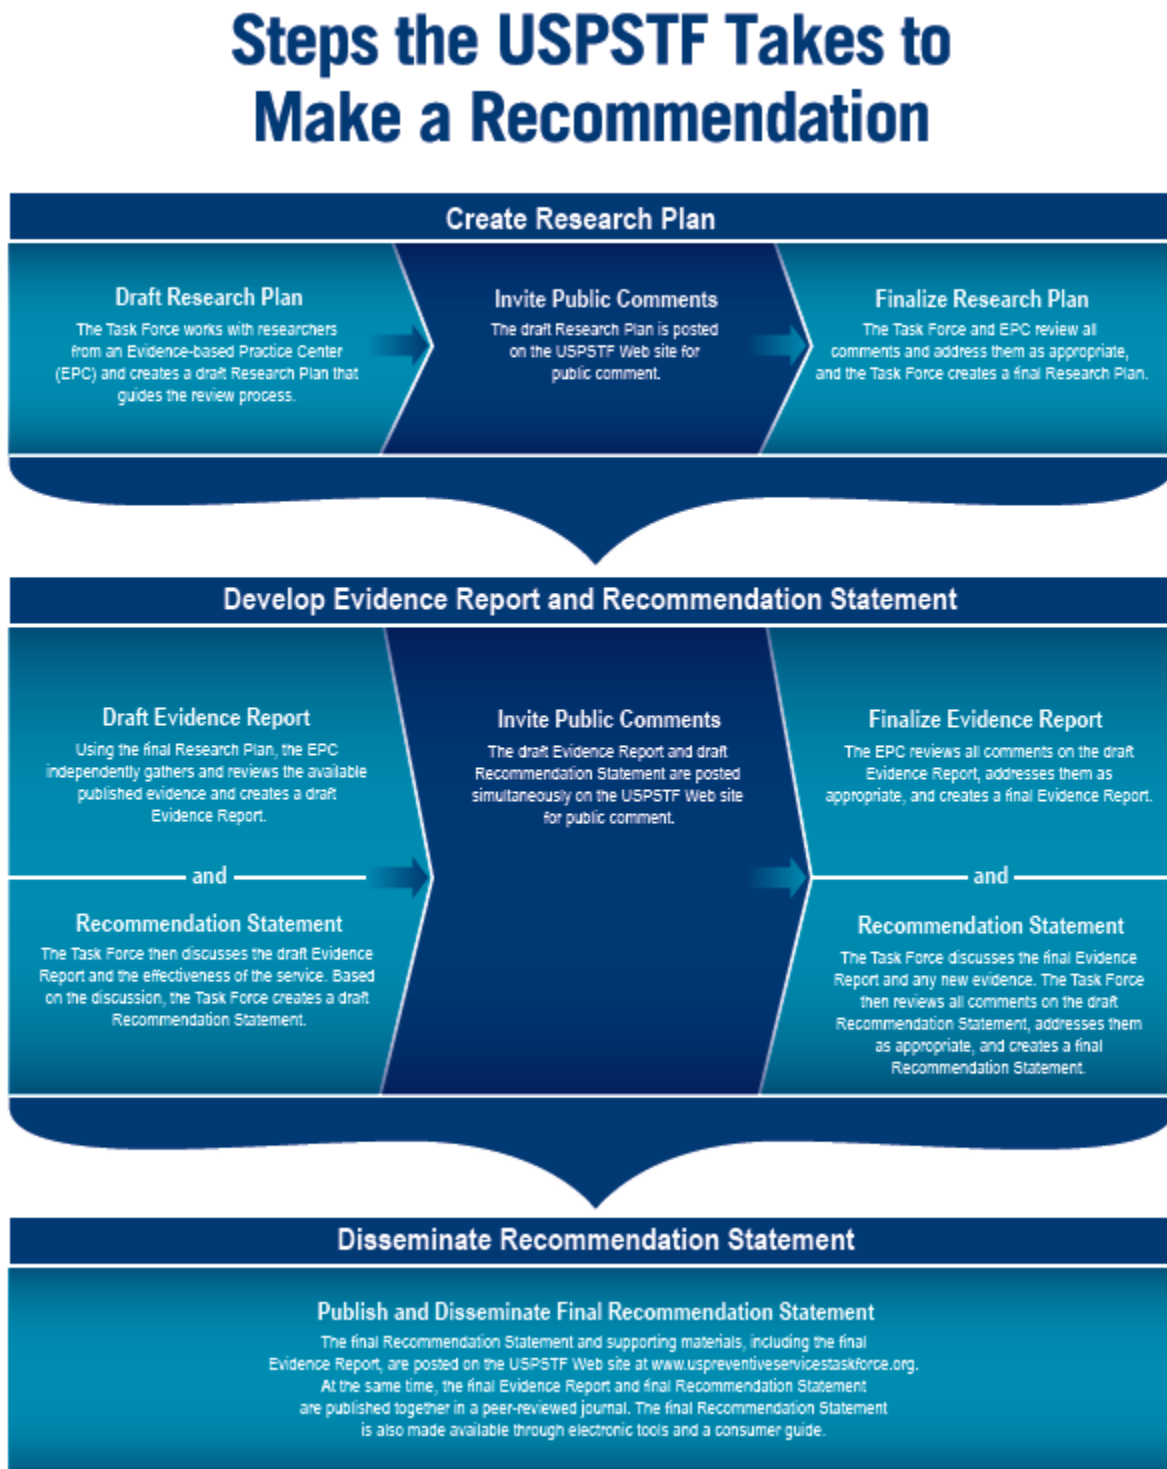 Steps the USPSTF Takes to
Make a Recommendation
Create Research Plan
Draft Research Plan
The Task Force works with researchers
from an Evidence-based Practice Center
(EPC) and creates a draft Research Plan that
guides the review process.
Invite Public Comments
The draft Research Plan is posted
on the USPSTF Web site for
public comment.
Finalize Research Plan
The Task Force and EPC review all
comments and address them as appropriate,
and the Task Force creates a final Research Plan.
Develop Evidence Report and Recommendation Statement
Draft Evidence Report
Using the final Research Plan, the EPC
independently gathers and reviews the available
published evidence and creates a draft
Evidence Report.
and
Recommendation Statement
The Task Force then discusses the draft Evidence
Report and the effectiveness of the service. Based
on the discussion, the Task Force creates a draft
Recommendation Statement.
Invite Public Comments
The draft Evidence Report and draft
Recommendation Statement are posted
simultaneously on the USPSTF Web site
for public comment.
Finalize Evidence Report
The EPC reviews all comments on the draft
Evidence Report, addresses them as
appropriate, and creates a final Evidence Report.
and
Recommendation Statement
The Task Force discusses the final Evidence
Report and any new evidence. The Task Force
then reviews all comments on the draft
Recommendation Statement, addresses them
as appropriate, and creates a final
Recommendation Statement.
Disseminate Recommendation Statement
Publish and Disseminate Final Recommendation Statement
The final Recommendation Statement and supporting materials, including the final
Evidence Report, are posted on the USPSTF Web site at www.uspreventiveservicestaskforce.org.
At the same time, the final Evidence Report and final Recommendation Statement
are published together in a peer-reviewed journal. The final Recommendation Statement
is also made available through electronic tools and a consumer guide.